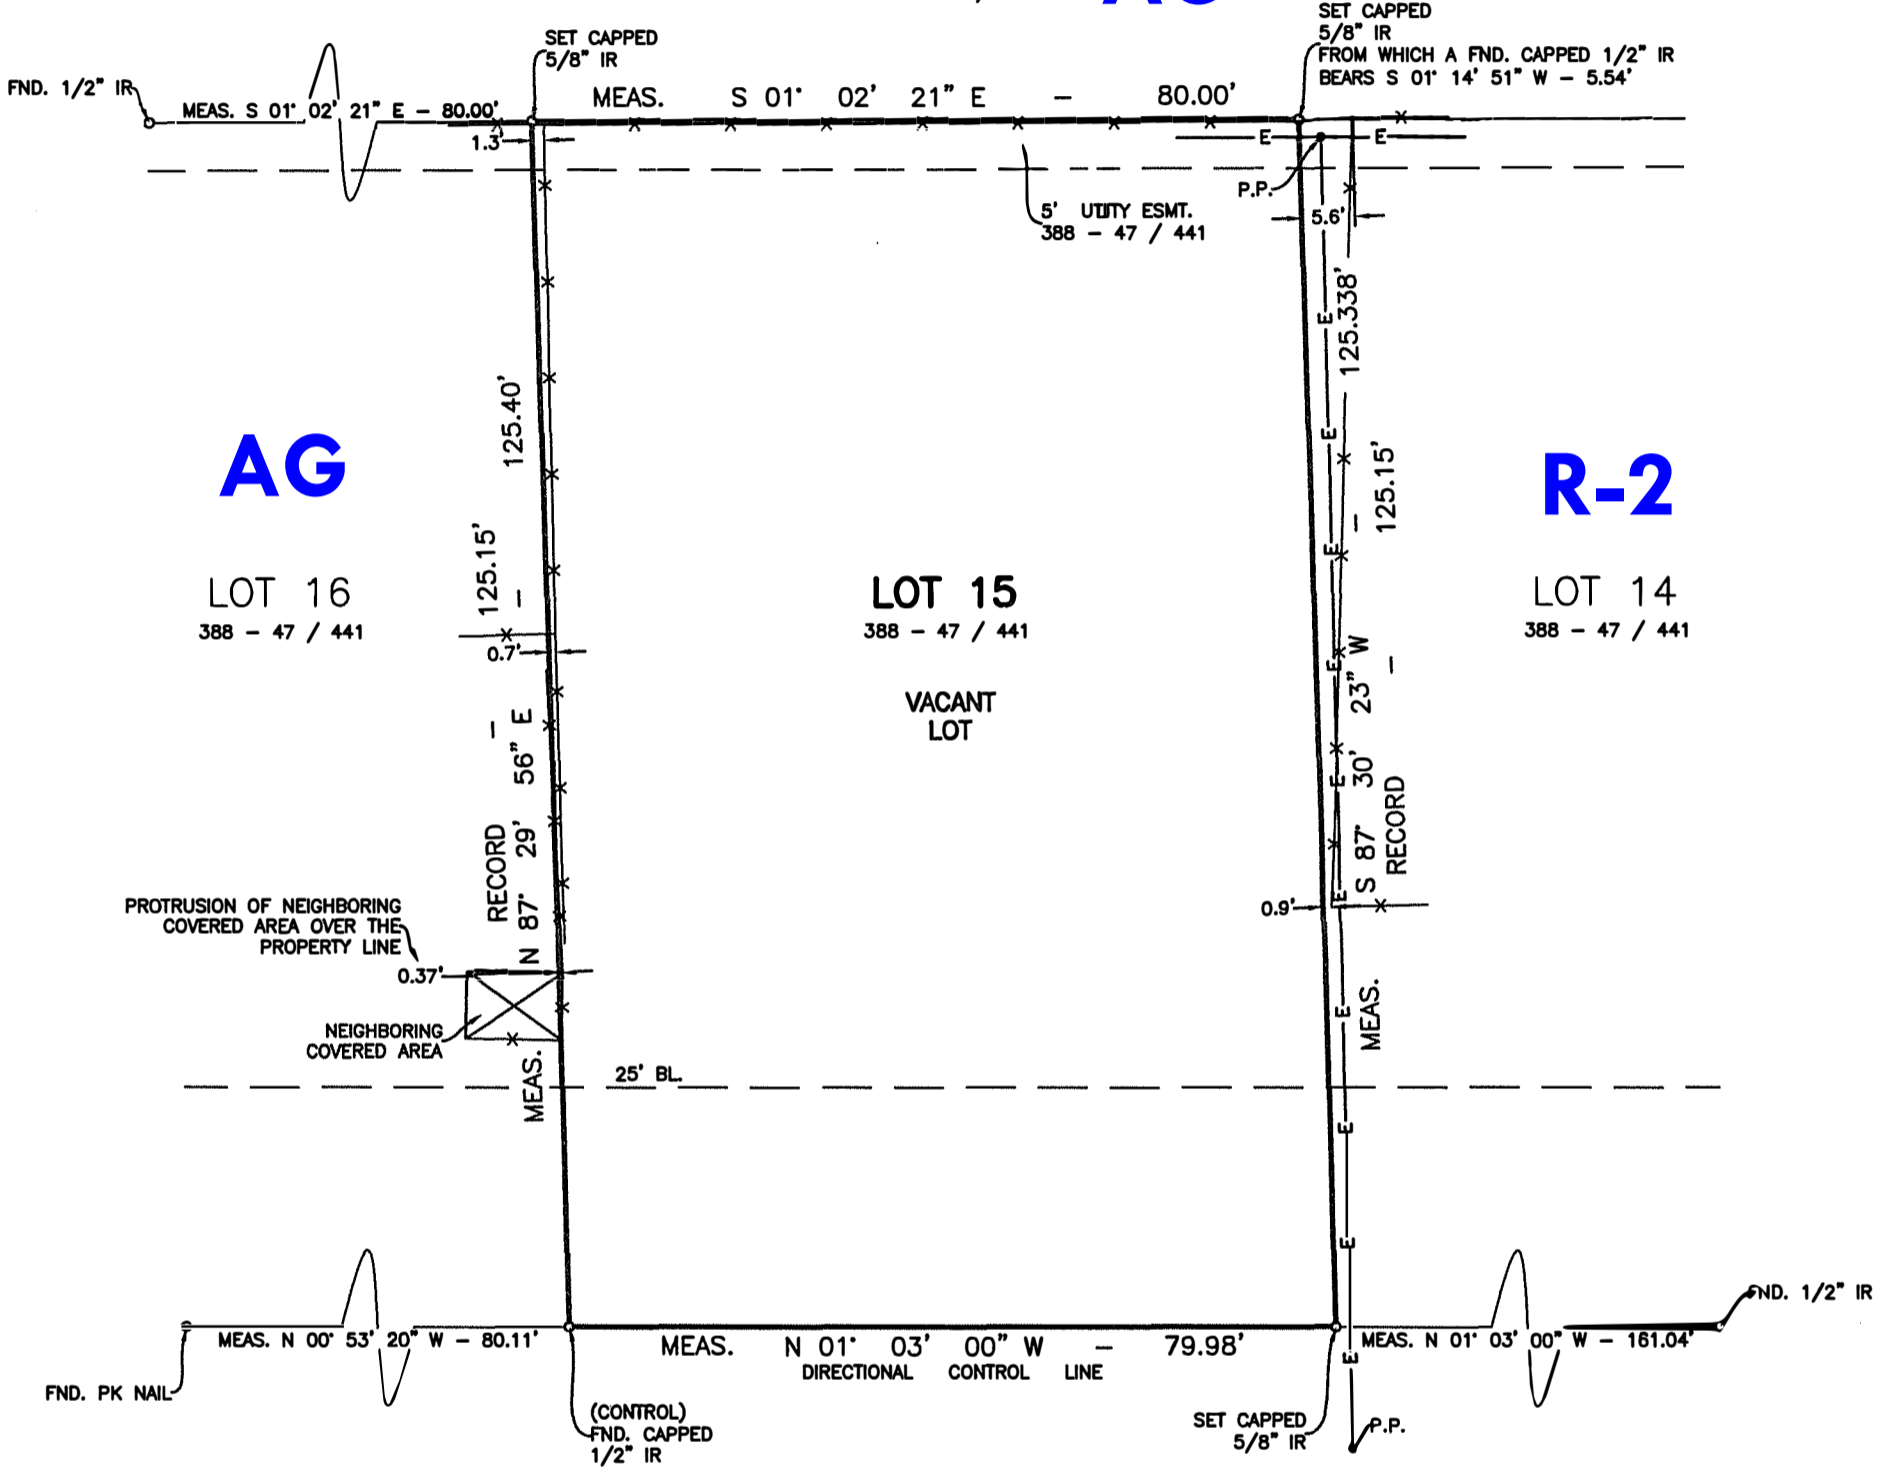 SET CAPPED
5/8" IR
SET CAPPED
5/8" IR
FROM WHICH A FND. CAPPED 1/2" IR
BEARS S 01° 14' 51" W - 5.54'
FND. 1/2" IR
MEAS. S 01° 02' 21" E - 80.00'
MEAS. S 01° 02' 21" E - 80.00'
1.3'
E E
P.P.
5.6'
5' UTILITY ESMT.
388 - 47 / 441
AG
R-2
LOT 16
388 - 47 / 441
LOT 15
388 - 47 / 441
LOT 14
388 - 47 / 441
VACANT
LOT
RECORD - 125.15'
MEAS. N 87° 29' 56" E - 125.40'
0.7'
MEAS. S 87° 30' 23" W - 125.338'
RECORD - 125.15'
E
E
E
E
E
E
E
E
E
E
0.9'
PROTRUSION OF NEIGHBORING
COVERED AREA OVER THE
PROPERTY LINE
0.37'
NEIGHBORING
COVERED AREA
25' BL.
FND. 1/2" IR
MEAS. N 00° 53' 20" W - 80.11'
MEAS. N 01° 03' 00" W - 79.98'
DIRECTIONAL CONTROL LINE
MEAS. N 01° 03' 00" W - 161.04'
E
FND. PK NAIL
(CONTROL)
FND. CAPPED
1/2" IR
SET CAPPED
5/8" IR
P.P.